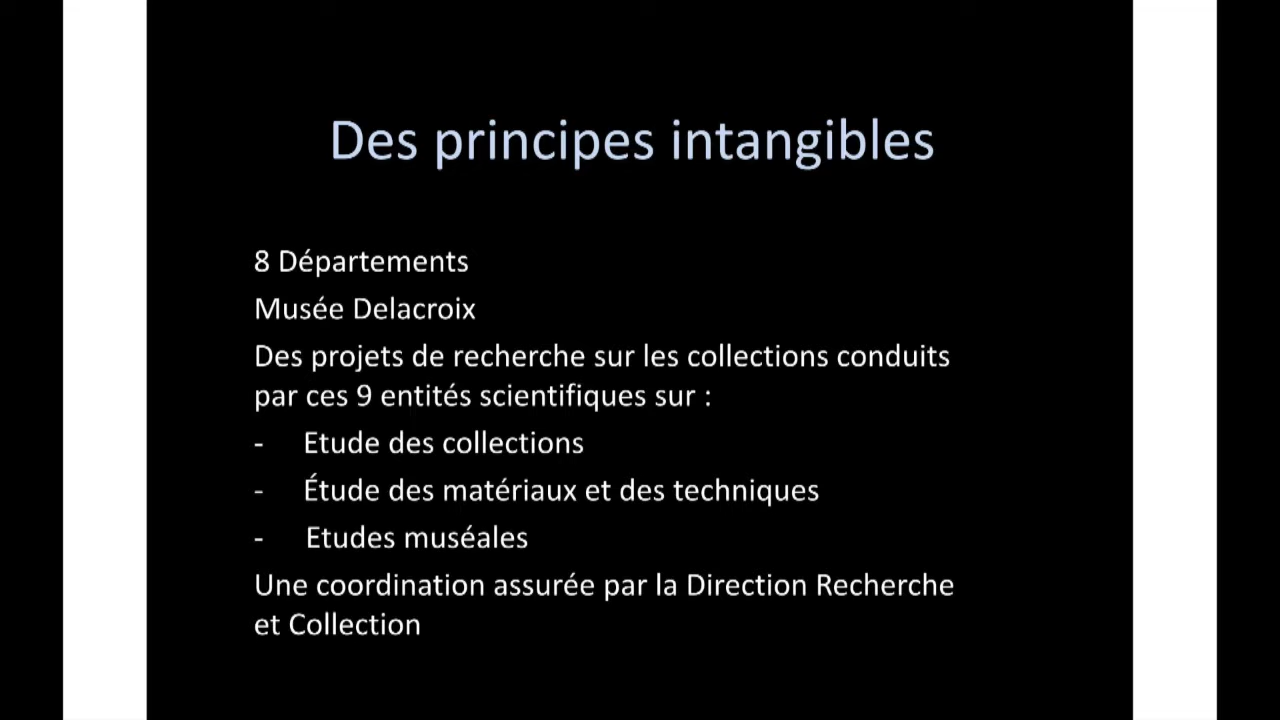 Des principes intangibles
8 Départements
Musée Delacroix
Des projets de recherche sur les collections conduits
par ces 9 entités scientifiques sur :
- Etude des collections
- Étude des matériaux et des techniques
- Etudes muséales
Une coordination assurée par la Direction Recherche
et Collection